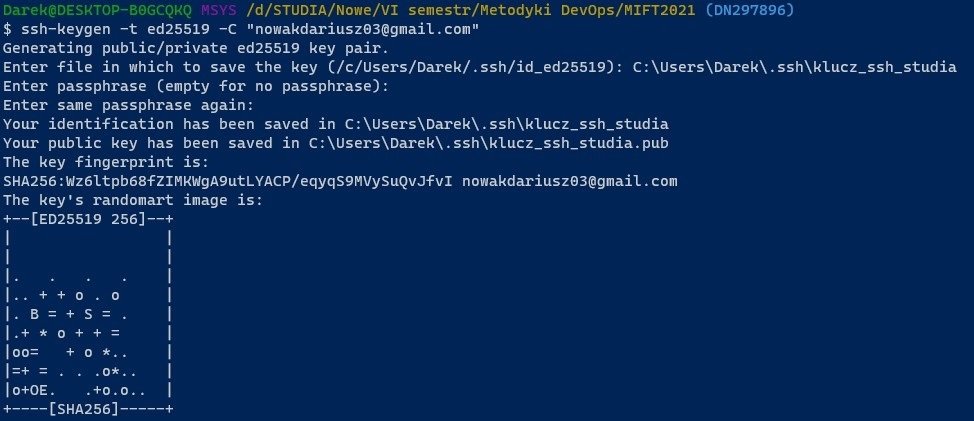 Darek@DESKTOP-B0GCQKQ MSYS /d/STUDIA/Nowe/VI semestr/Metodyki DevOps/MIFT2021 (DN297896)
$ ssh-keygen -t ed25519 -C "nowakdariusz03@gmail.com"
Generating public/private ed25519 key pair.
Enter file in which to save the key (/c/Users/Darek/.ssh/id_ed25519): C:\Users\Darek\.ssh\klucz_ssh_studia
Enter passphrase (empty for no passphrase):
Enter same passphrase again:
Your identification has been saved in C:\Users\Darek\.ssh\klucz_ssh_studia
Your public key has been saved in C:\Users\Darek\.ssh\klucz_ssh_studia.pub
The key fingerprint is:
SHA256:Wz6ltpb68fZIMKWgA9utLYACP/eqyqS9MVySuQvJfvI nowakdariusz03@gmail.com
The key's randomart image is:
+--[ED25519 256]--+
|                 |
|                 |
|.   .   .   .    |
|.. + + o . o     |
|. B = + S = .    |
|.+ * o + + =     |
|oo=   + o *..    |
|=+ = . . .o*..   |
|o+OE.   .+o.o..  |
+----[SHA256]-----+